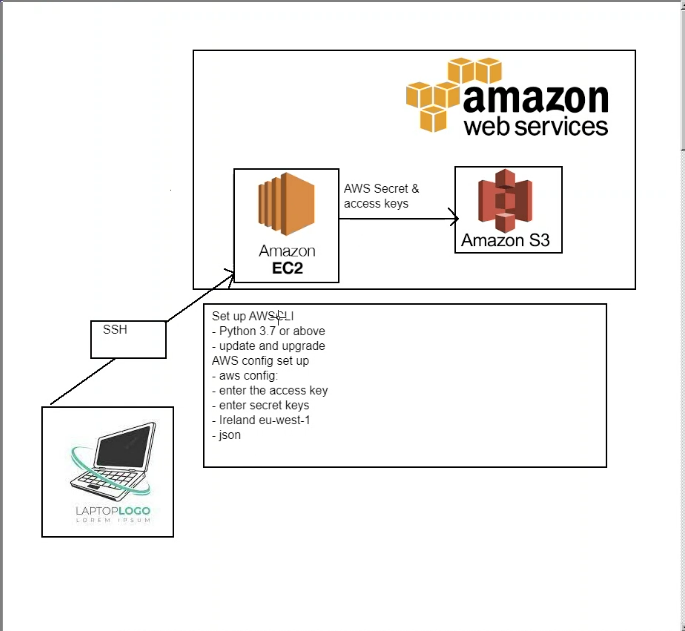 amazon
web services
AWS Secret &
access keys
Amazon
EC2
Amazon S3
SSH
Set up AWSCLI
- Python 3.7 or above
- update and upgrade
AWS config set up
- aws config:
- enter the access key
- enter secret keys
- Ireland eu-west-1
- json
LAPTOPLOGO
LOREM IPSUM